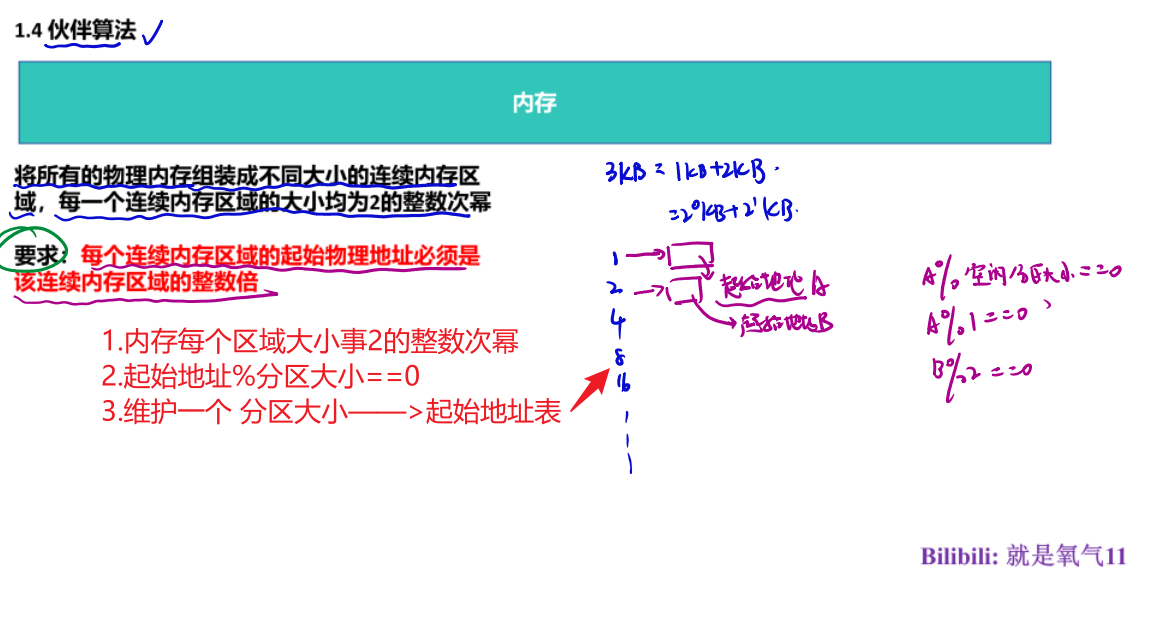 1.4 伙伴算法
内存
将所有的物理内存组装成不同大小的连续内存区
域，每一个连续内存区域的大小均为2的整数次幂
要求：每个连续内存区域的起始物理地址必须是
该连续内存区域的整数倍
1.内存每个区域大小事2的整数次幂
2.起始地址%分区大小==0
3.维护一个 分区大小——>起始地址表
3KB = 1KB+2KB.
=2⁰KB+2¹KB.
1
2
4
8
16
起始地址A
起始地址B
A%空闲分区大小==0
A%1==0
B%2==0
Bilibili: 就是氧气11